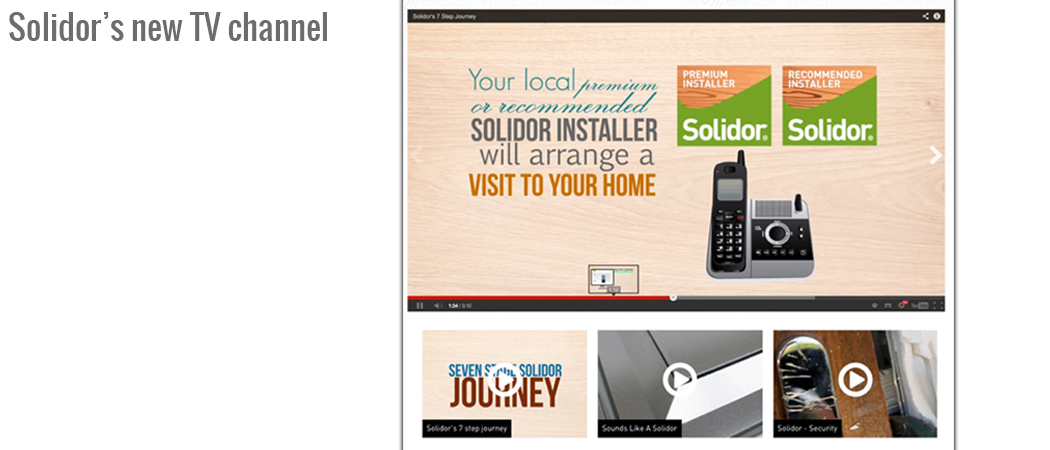 Solidor's new TV channel
Solidor's 7 Step Journey
Your local premium
or recommended
SOLIDOR INSTALLER
will arrange a
VISIT TO YOUR HOME
PREMIUM
INSTALLER
Solidor®
RECOMMENDED
INSTALLER
Solidor®
1:34 / 3:10
YouTube
SEVEN STAGE SOLIDOR
JOURNEY
Solidor's 7 step journey
Sounds Like A Solidor
Solidor - Security